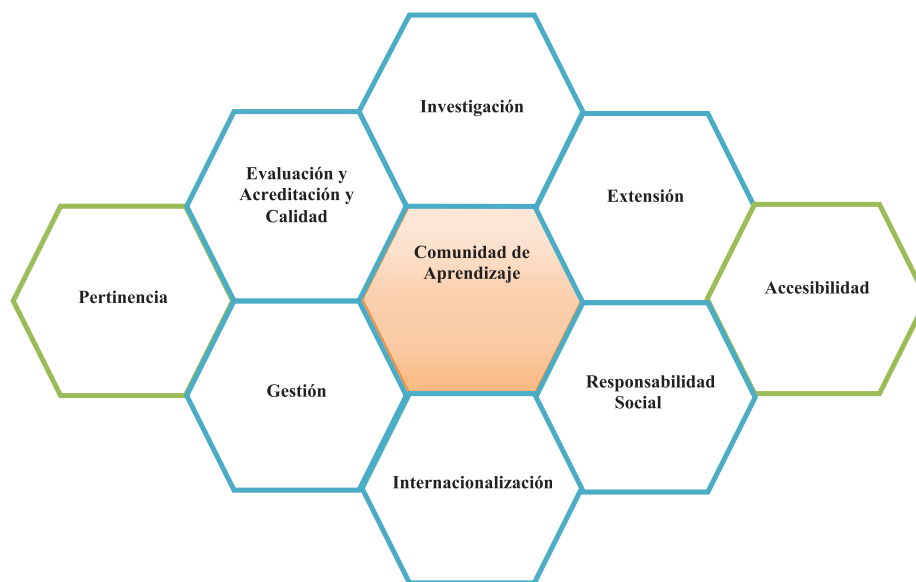 Investigación
Evaluación y
Acreditación y
Calidad
Extensión
Comunidad de
Aprendizaje
Pertinencia
Accesibilidad
Gestión
Responsabilidad
Social
Internacionalización